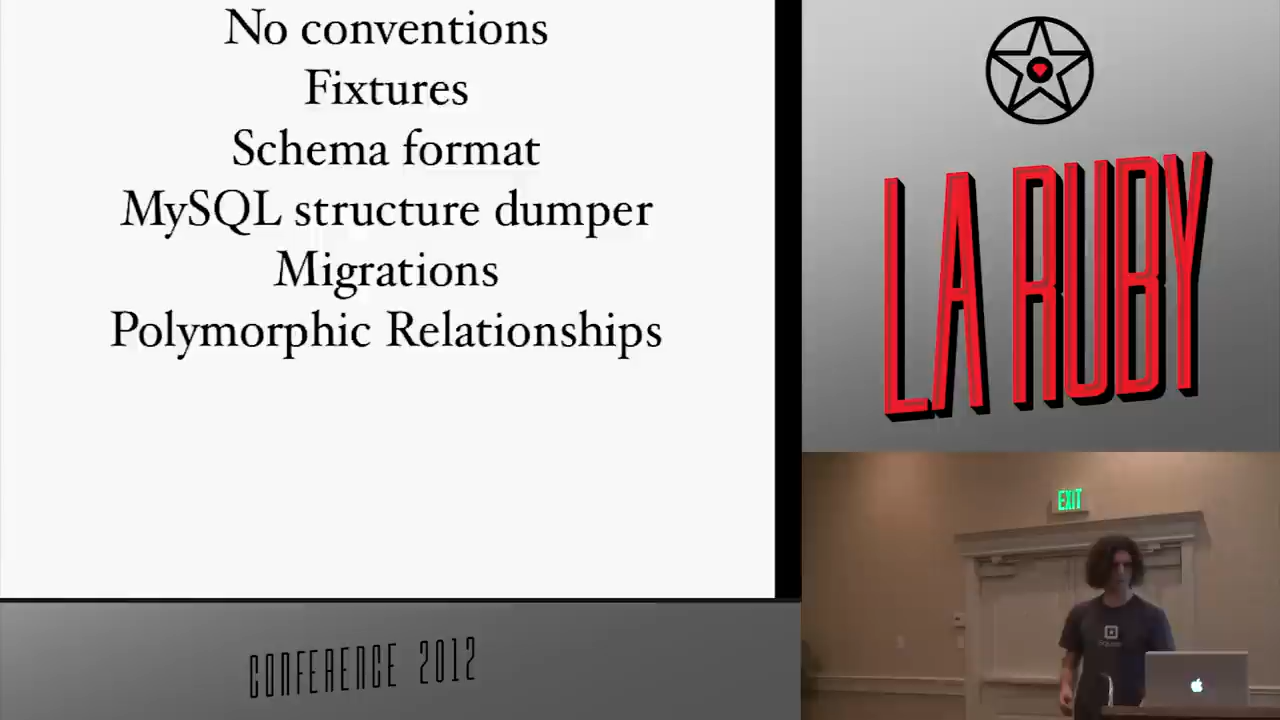 No conventions
Fixtures
Schema format
MySQL structure dumper
Migrations
Polymorphic Relationships
LA RUBY
EXIT
CONFERENCE 2012